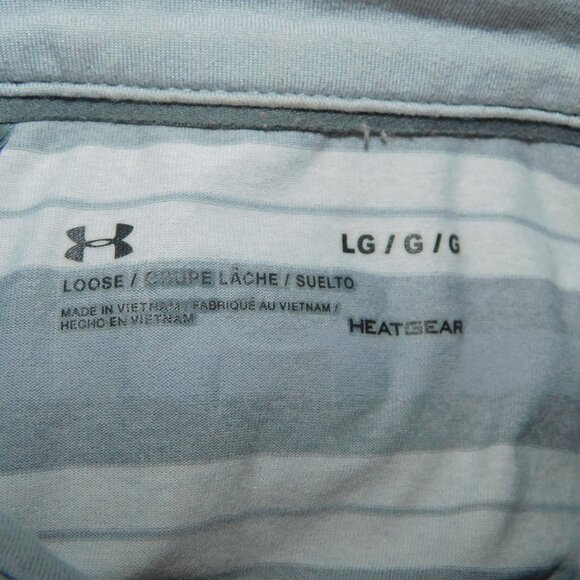 LG / G / G
LOOSE / COUPE LÂCHE / SUELTO
MADE IN VIETNAM / FABRIQUÉ AU VIETNAM /
HECHO EN VIETNAM
HEATGEAR